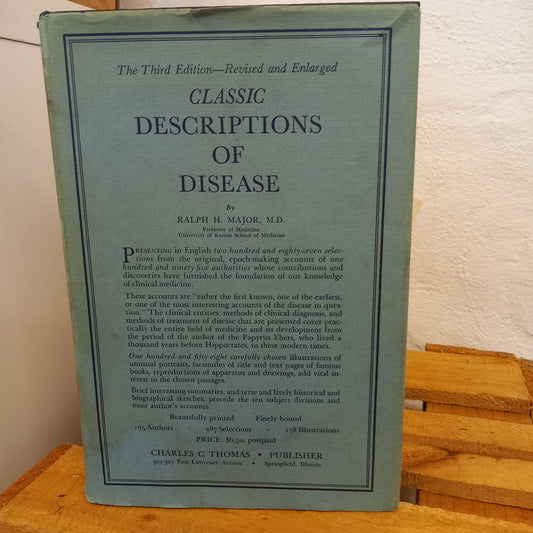 The Third Edition—Revised and Enlarged
CLASSIC
DESCRIPTIONS
OF
DISEASE
By
RALPH H. MAJOR, M.D.
Professor of Medicine
University of Kansas School of Medicine
PRESENTING in English two hundred and eighty-seven selec-
tions from the original, epoch-making accounts of one
hundred and ninety-five authorities whose contributions and
discoveries have furnished the foundation of our knowledge
of clinical medicine.
These accounts are "either the first known, one of the earliest,
or one of the most interesting accounts of the disease in ques-
tion." The clinical entities, methods of clinical diagnosis, and
methods of treatment of disease that are presented cover prac-
tically the entire field of medicine and its development from
the period of the author of the Papyrus Ebers, who lived a
thousand years before Hippocrates, to these modern times.
One hundred and fifty-eight carefully chosen illustrations of
unusual portraits, facsimiles of title and text pages of famous
books, reproductions of apparatus and drawings, add vital in-
terest to the chosen passages.
Brief interesting summaries, and terse and lively historical and
biographical sketches, precede the ten subject divisions and
most author's accounts.
Beautifully printed Finely bound
195 Authors - 287 Selections - 158 Illustrations
PRICE: $6.50, postpaid
CHARLES C THOMAS • PUBLISHER
301-327 East Lawrence Avenue • Springfield, Illinois